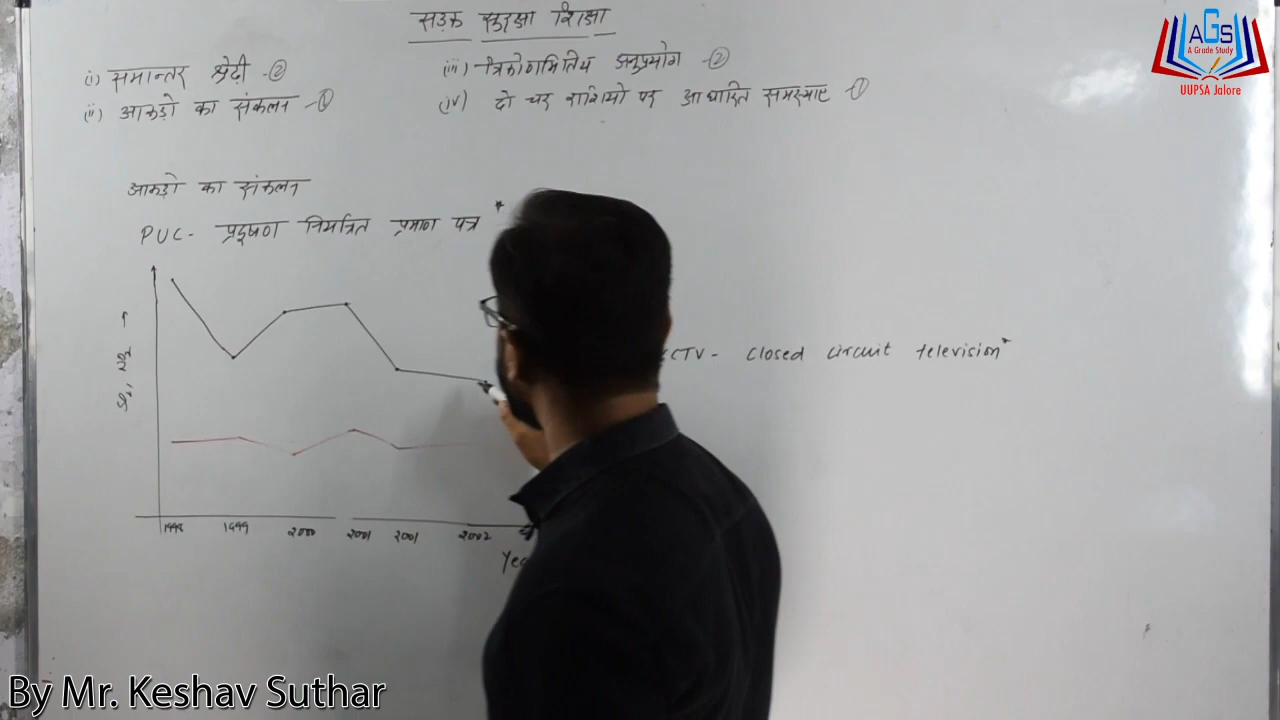 सड़क सुरक्षा शिक्षा
(i) समान्तर श्रेढी -②
(iii) त्रिकोणमितिय अनुप्रयोग -②
(ii) आकड़ो का संकलन -①
(iv) दो चर राशियो पर आधारित समस्याए -①
आकड़ो का संकलन
PUC- प्रदूषण नियंत्रित प्रमाण पत्र *
CTV - Closed circuit television*
1998 1999 2000 2001 2001 2002
Yea
AGS
A Grade Study
UUPSA Jalore
By Mr. Keshav Suthar